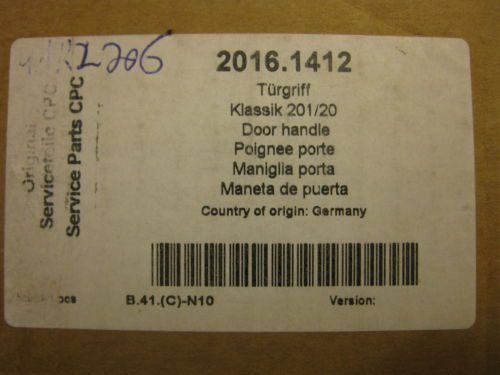 L206
2016.1412
Türgriff
Klassik 201/20
Door handle
Poignee porte
Maniglia porta
Maneta de puerta
Country of origin: Germany
Original
Serviceteile CPC
Service Parts CPC
B.41.(C)-N10
Version: